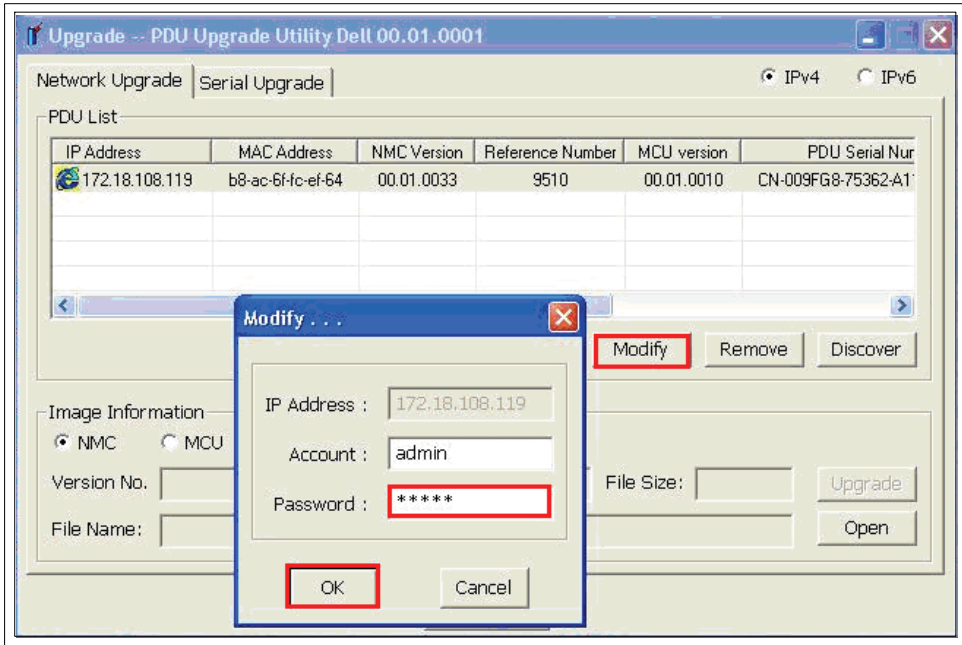 Upgrade -- PDU Upgrade Utility Dell 00.01.0001
Network Upgrade Serial Upgrade IPv4 IPv6
PDU List
IP Address MAC Address NMC Version Reference Number MCU version PDU Serial Nur
172.18.108.119 b8-ac-6f-fc-ef-64 00.01.0033 9510 00.01.0010 CN-009FG8-75362-A1
Modify Remove Discover
Image Information
NMC MCU
Version No. File Size: Upgrade
File Name: Open
Modify . . .
IP Address : 172.18.108.119
Account : admin
Password : *****
OK Cancel